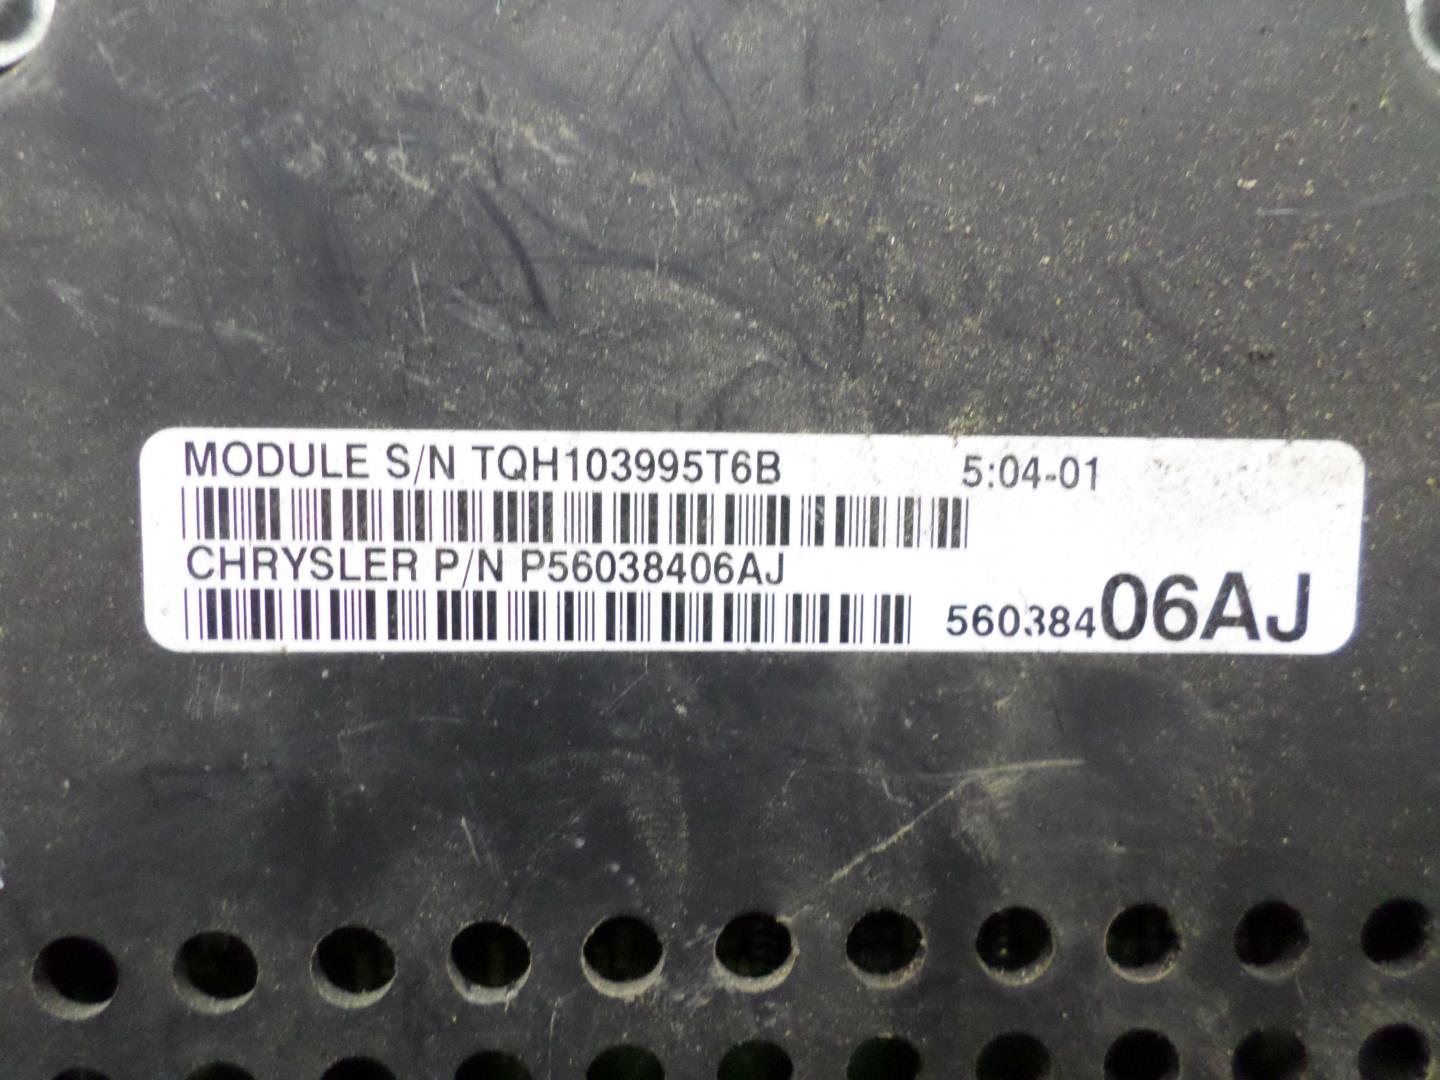 MODULE S/N TQH103995T6B 5:04-01
CHRYSLER P/N P56038406AJ
56038406AJ